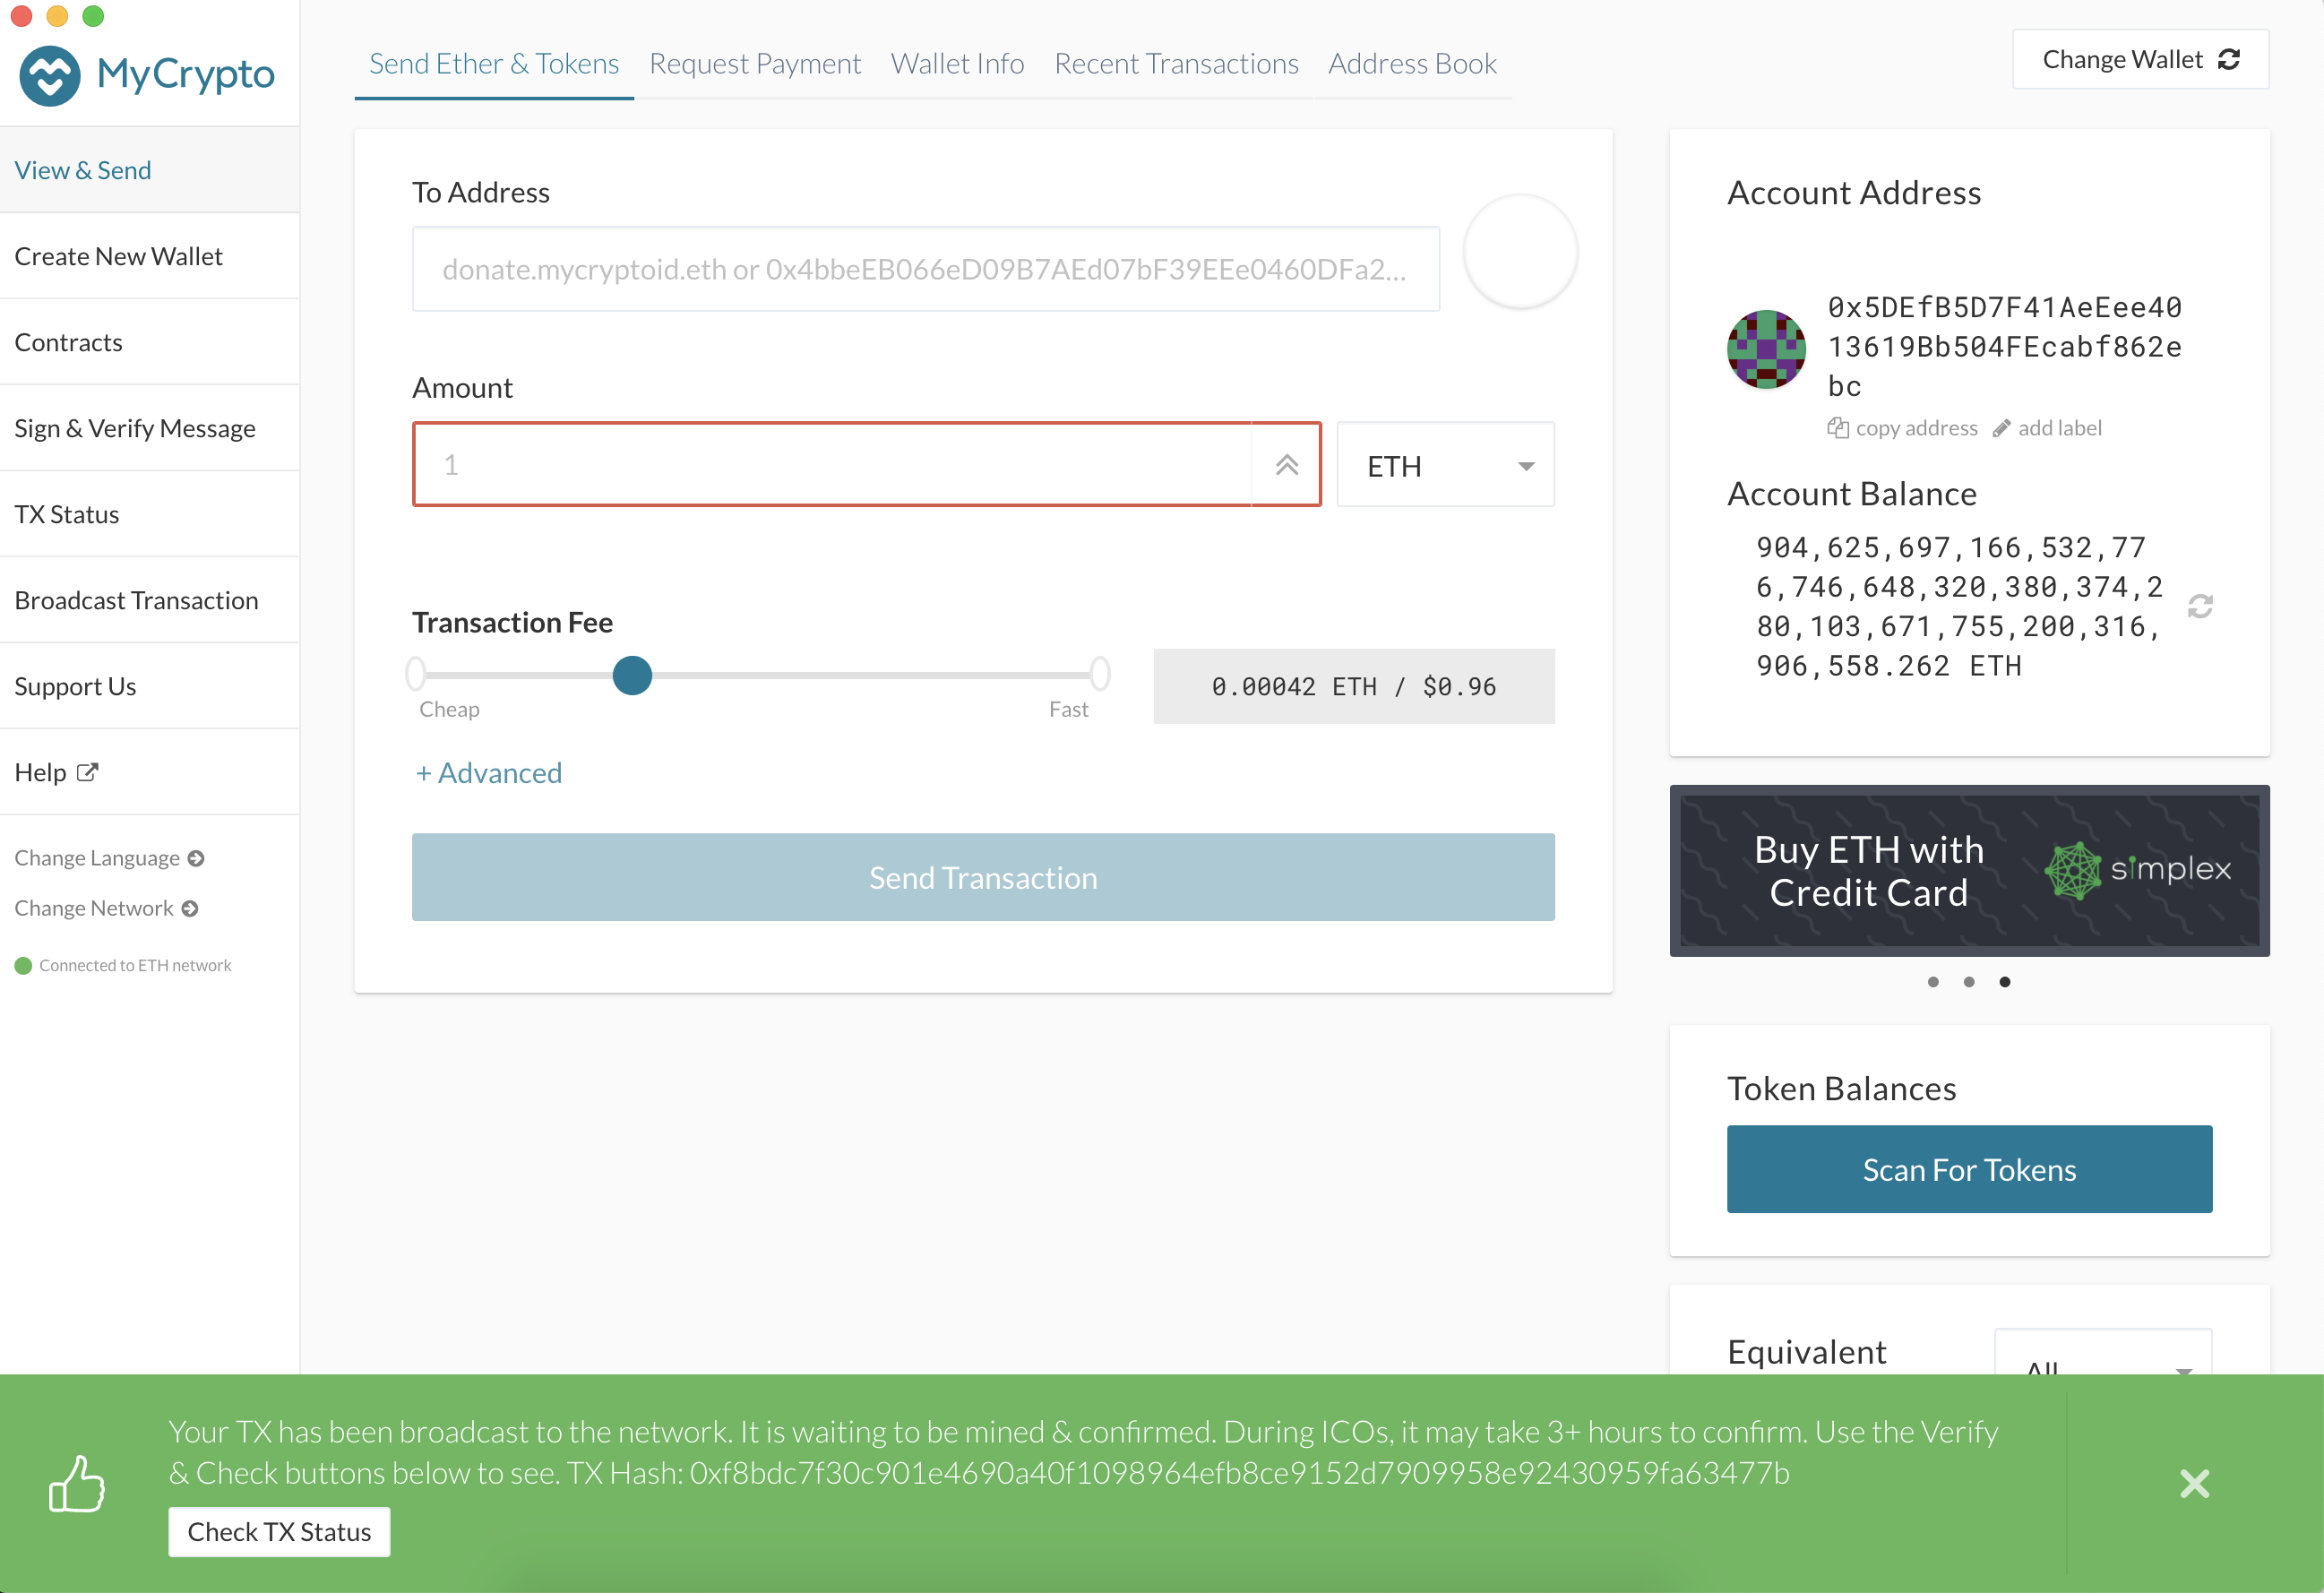 MyCrypto
Send Ether & Tokens
Request Payment
Wallet Info
Recent Transactions
Address Book
Change Wallet
View & Send
Create New Wallet
Contracts
Sign & Verify Message
TX Status
Broadcast Transaction
Support Us
Help
Change Language
Change Network
Connected to ETH network
To Address
donate.mycryptoid.eth or 0x4bbeEB066eD09B7AEd07bF39EEe0460DFa2...
Amount
1
ETH
Transaction Fee
Cheap
Fast
0.00042 ETH / $0.96
+ Advanced
Send Transaction
Account Address
0x5DEfB5D7F41AeEee40
13619Bb504FEcabf862e
bc
copy address
add label
Account Balance
904,625,697,166,532,77
6,746,648,320,380,374,2
80,103,671,755,200,316,
906,558.262 ETH
Buy ETH with
Credit Card
simplex
Token Balances
Scan For Tokens
Equivalent
All
Your TX has been broadcast to the network. It is waiting to be mined & confirmed. During ICOs, it may take 3+ hours to confirm. Use the Verify
& Check buttons below to see. TX Hash: 0xf8bdc7f30c901e4690a40f1098964efb8ce9152d7909958e92430959fa63477b
Check TX Status